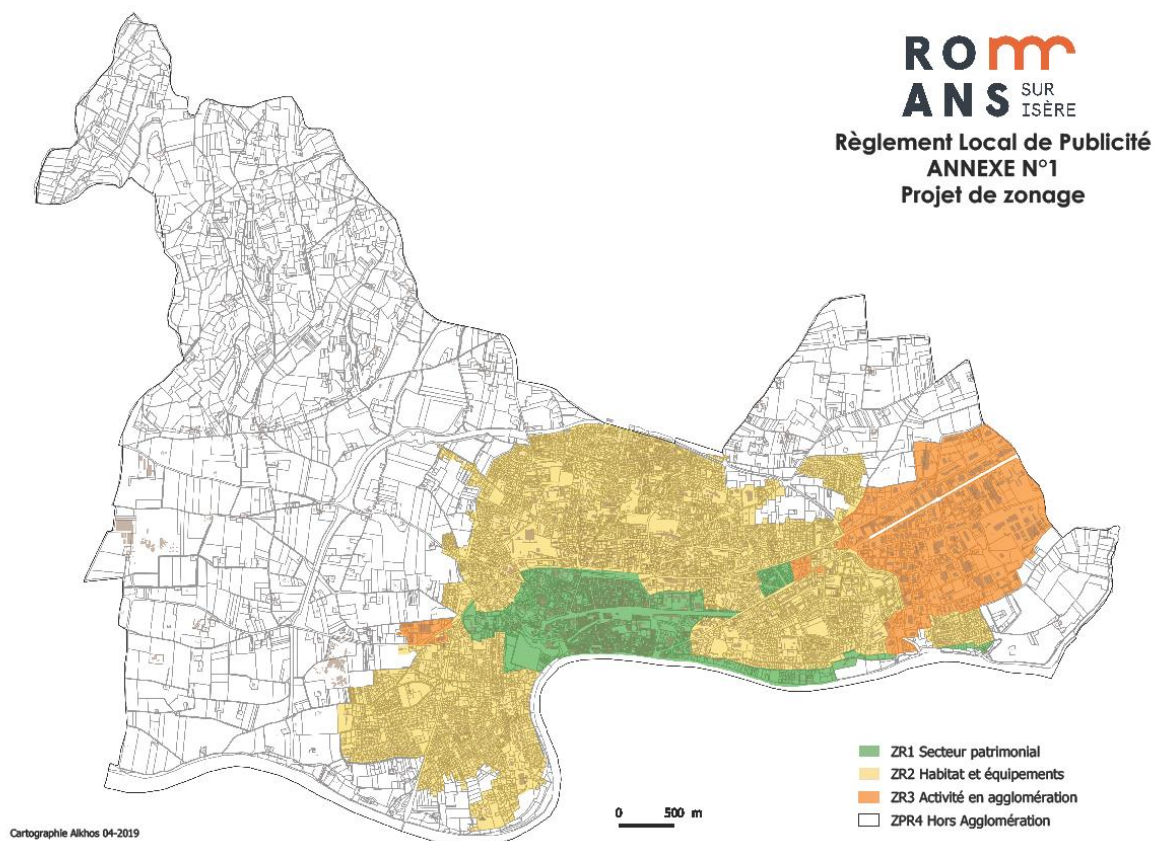 ROMANS
SUR
ISÈRE
Règlement Local de Publicité
ANNEXE N°1
Projet de zonage
ZR1 Secteur patrimonial
ZR2 Habitat et équipements
ZR3 Activité en agglomération
ZPR4 Hors Agglomération
0 500 m
Cartographie Alkhos 04-2019